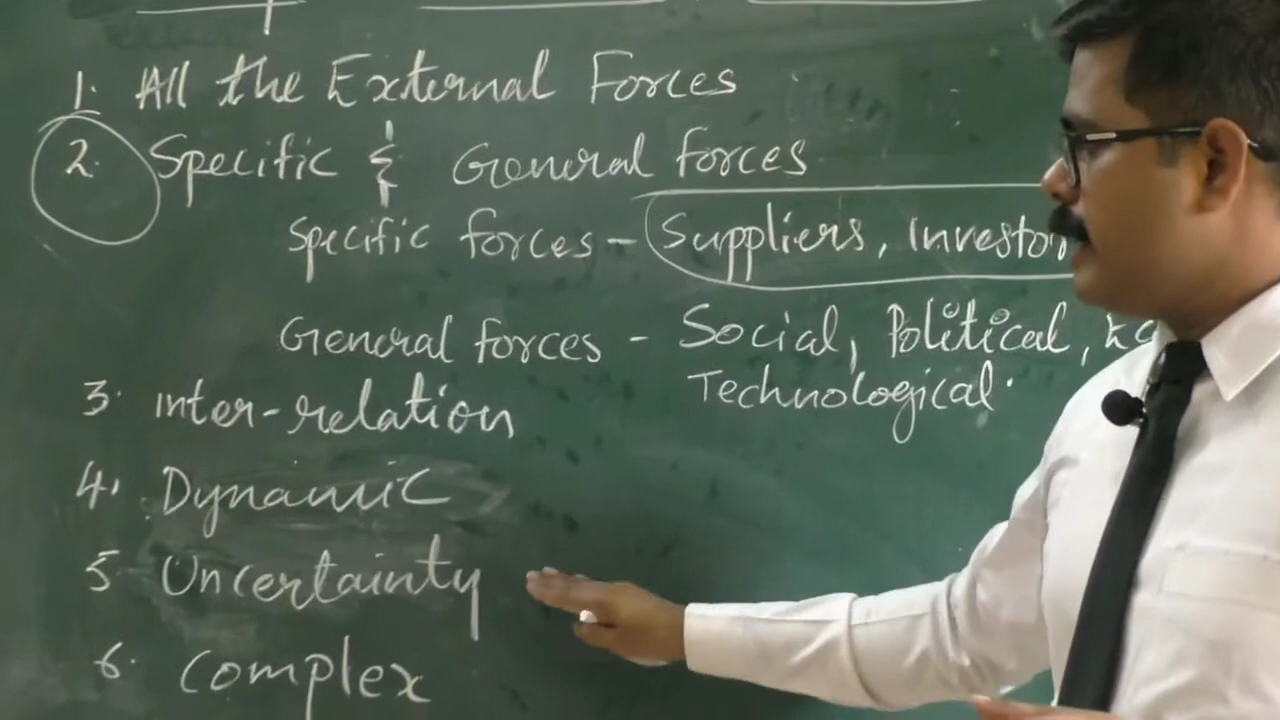 1. All the External Forces
2. Specific & General forces
Specific forces - Suppliers, Investor
General forces - Social, Political,
Technological.
3. Inter-relation
4. Dynamic
5 Uncertainty
6. Complex